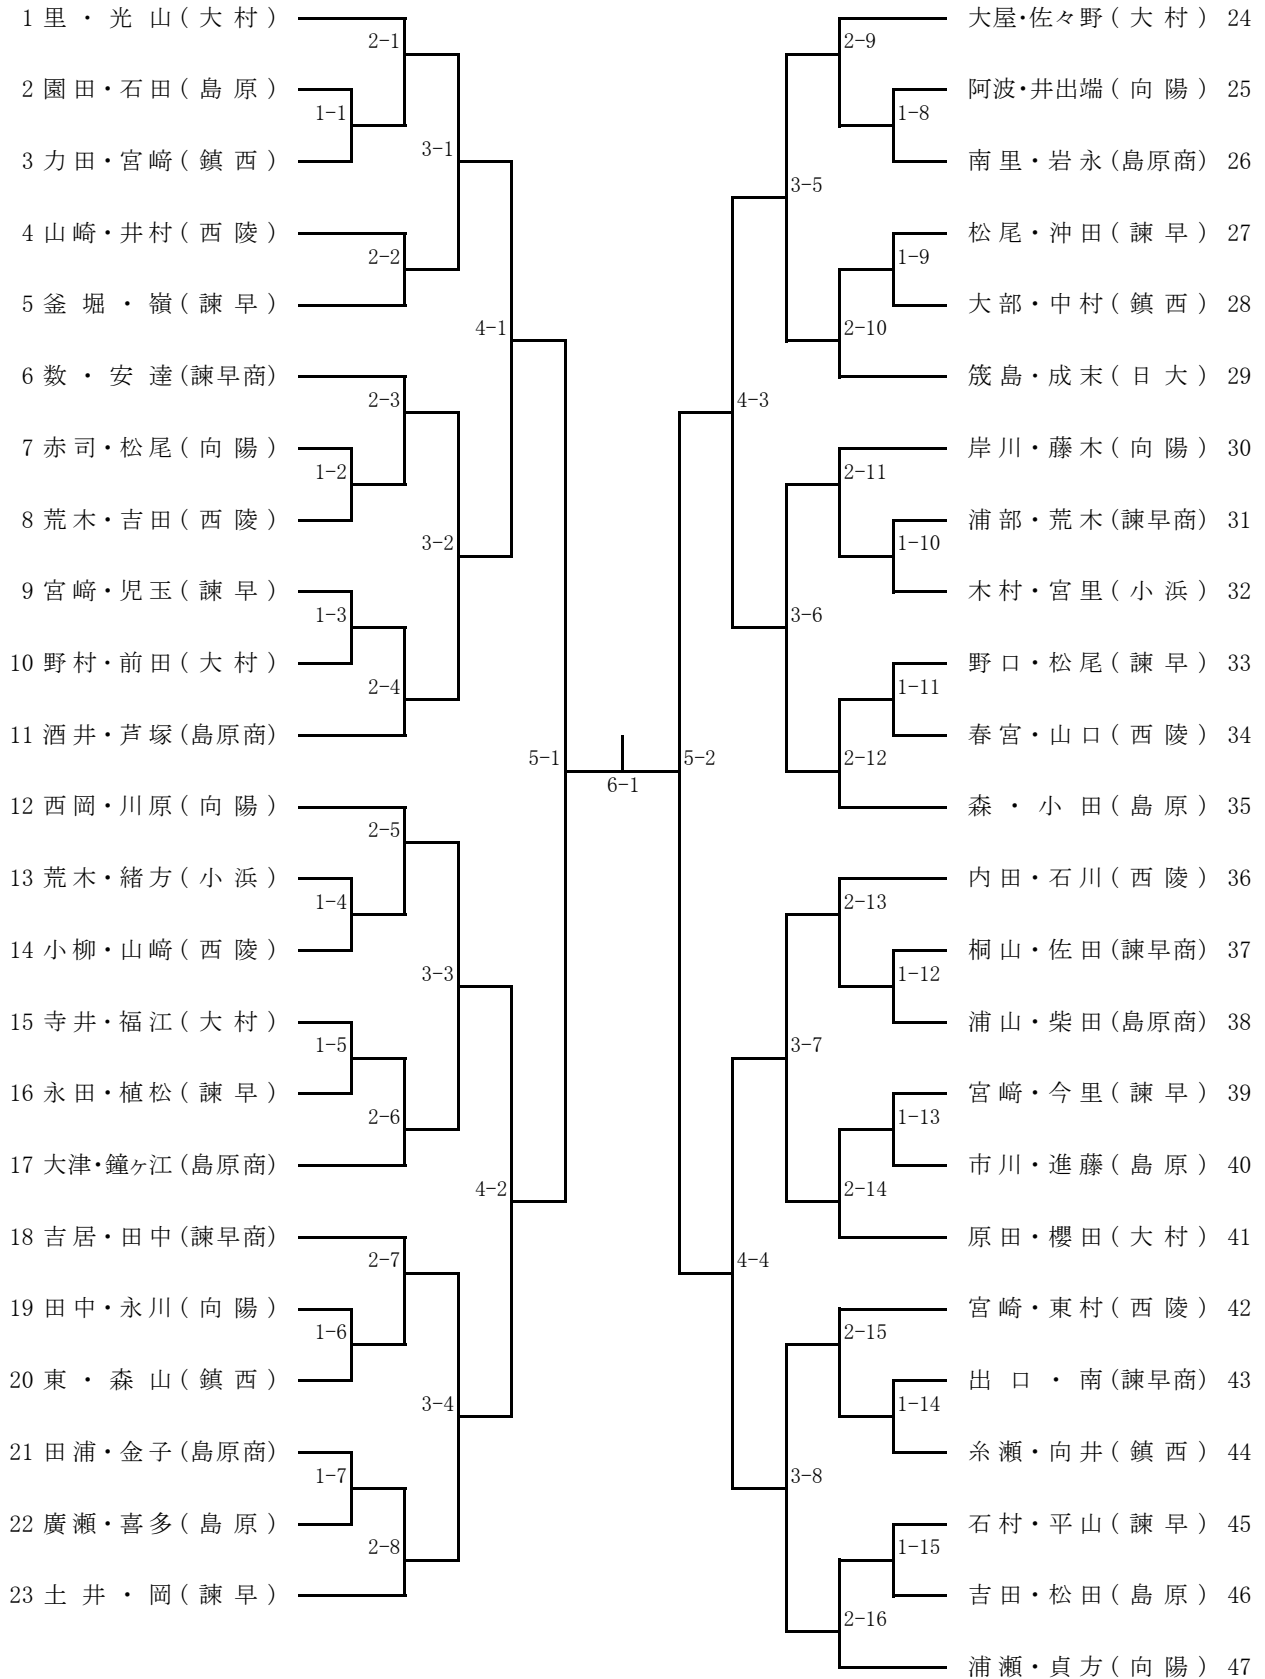 1 里・光山(大村)
2 園田・石田(島原)
3 力田・宮﨑(鎮西)
4 山崎・井村(西陵)
5 釜堀・嶺(諫早)
6 数・安達(諫早商)
7 赤司・松尾(向陽)
8 荒木・吉田(西陵)
9 宮﨑・児玉(諫早)
10 野村・前田(大村)
11 酒井・芦塚(島原商)
12 西岡・川原(向陽)
13 荒木・緒方(小浜)
14 小柳・山﨑(西陵)
15 寺井・福江(大村)
16 永田・植松(諫早)
17 大津・鐘ヶ江(島原商)
18 吉居・田中(諫早商)
19 田中・永川(向陽)
20 東・森山(鎮西)
21 田浦・金子(島原商)
22 廣瀬・喜多(島原)
23 土井・岡(諫早)
2-1
1-1
3-1
2-2
4-1
2-3
1-2
3-2
1-3
2-4
5-1
2-5
1-4
3-3
1-5
2-6
4-2
2-7
1-6
3-4
1-7
2-8
6-1
5-2
2-9
1-8
3-5
1-9
2-10
4-3
2-11
1-10
3-6
1-11
2-12
2-13
1-12
3-7
1-13
2-14
4-4
2-15
1-14
3-8
1-15
2-16
大屋・佐々野(大村) 24
阿波・井出端(向陽) 25
南里・岩永(島原商) 26
松尾・沖田(諫早) 27
大部・中村(鎮西) 28
筬島・成末(日大) 29
岸川・藤木(向陽) 30
浦部・荒木(諫早商) 31
木村・宮里(小浜) 32
野口・松尾(諫早) 33
春宮・山口(西陵) 34
森・小田(島原) 35
内田・石川(西陵) 36
桐山・佐田(諫早商) 37
浦山・柴田(島原商) 38
宮﨑・今里(諫早) 39
市川・進藤(島原) 40
原田・櫻田(大村) 41
宮崎・東村(西陵) 42
出口・南(諫早商) 43
糸瀬・向井(鎮西) 44
石村・平山(諫早) 45
吉田・松田(島原) 46
浦瀬・貞方(向陽) 47